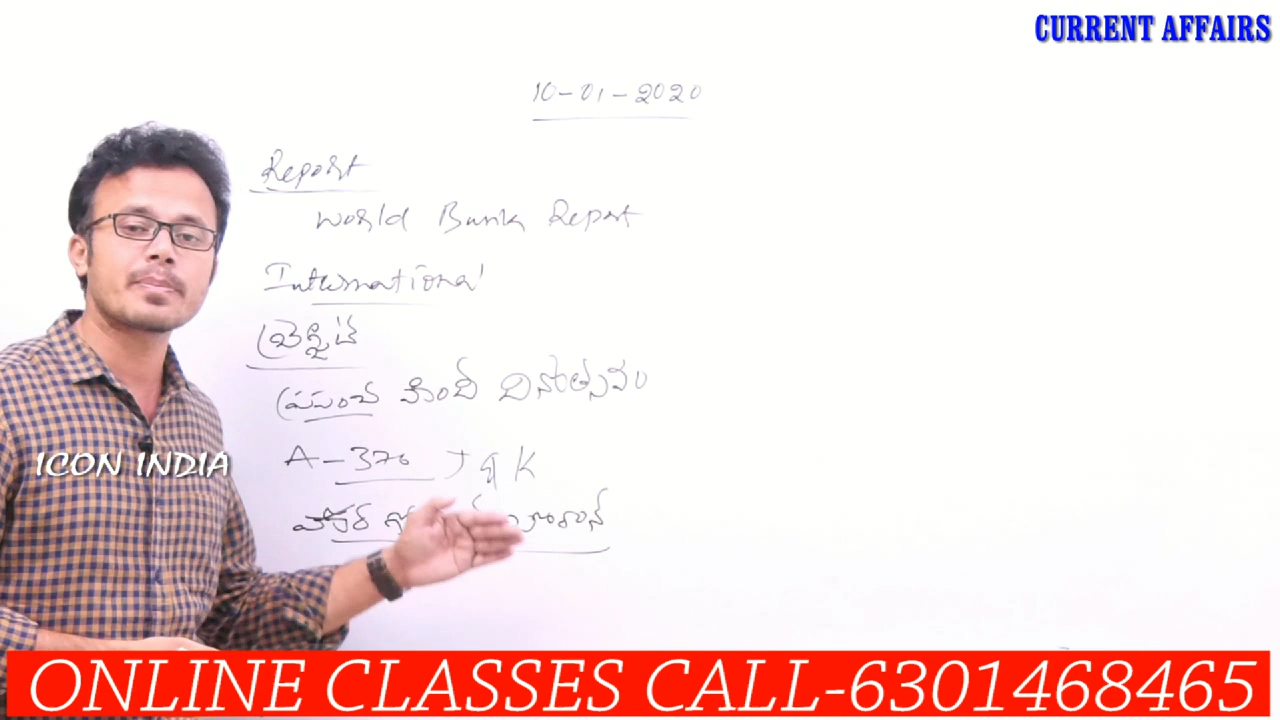 CURRENT AFFAIRS
10-01-2020
Report
World Bank Report
International
బ్రెక్సిట్
ప్రపంచ హిందీ దినోత్సవం
A-370 J & K
ICON INDIA
ONLINE CLASSES CALL-6301468465